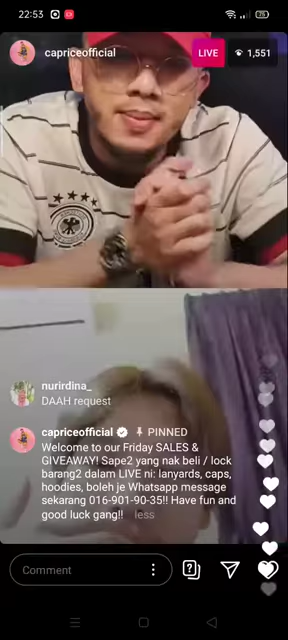 22:53
75
capriceofficial
LIVE
1,551
nurirdina_
DAAH request
capriceofficial PINNED
Welcome to our Friday SALES &
GIVEAWAY! Sape2 yang nak beli / lock
barang2 dalam LIVE ni: lanyards, caps,
hoodies, boleh je Whatsapp message
sekarang 016-901-90-35!! Have fun and
good luck gang!! less
Comment